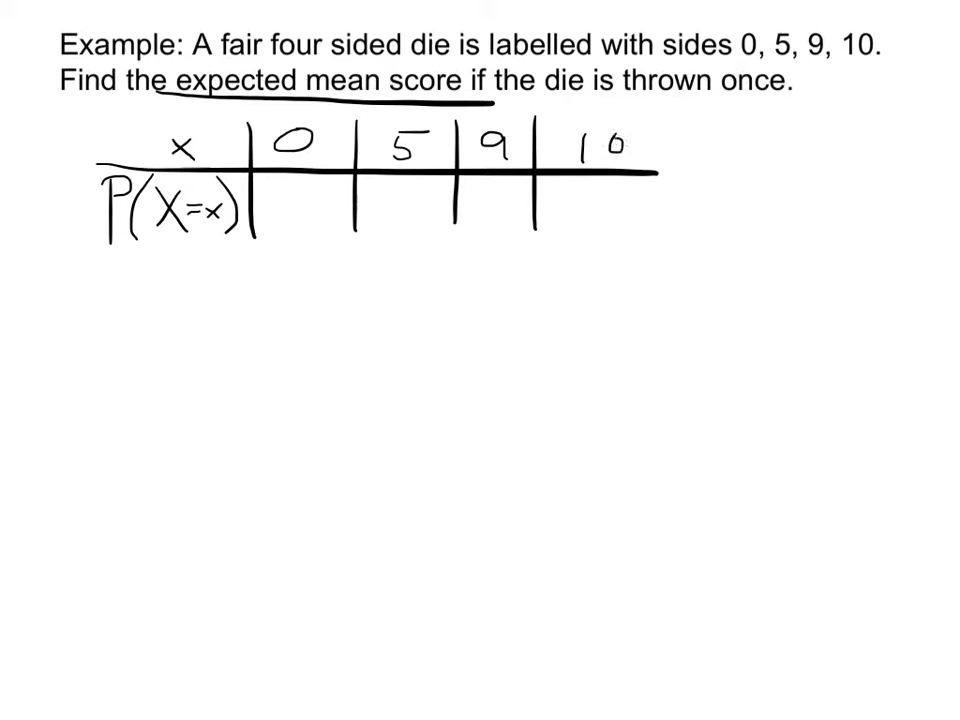 Example: A fair four sided die is labelled with sides 0, 5, 9, 10.
Find the expected mean score if the die is thrown once.
x 0 5 9 10
P(X=x)